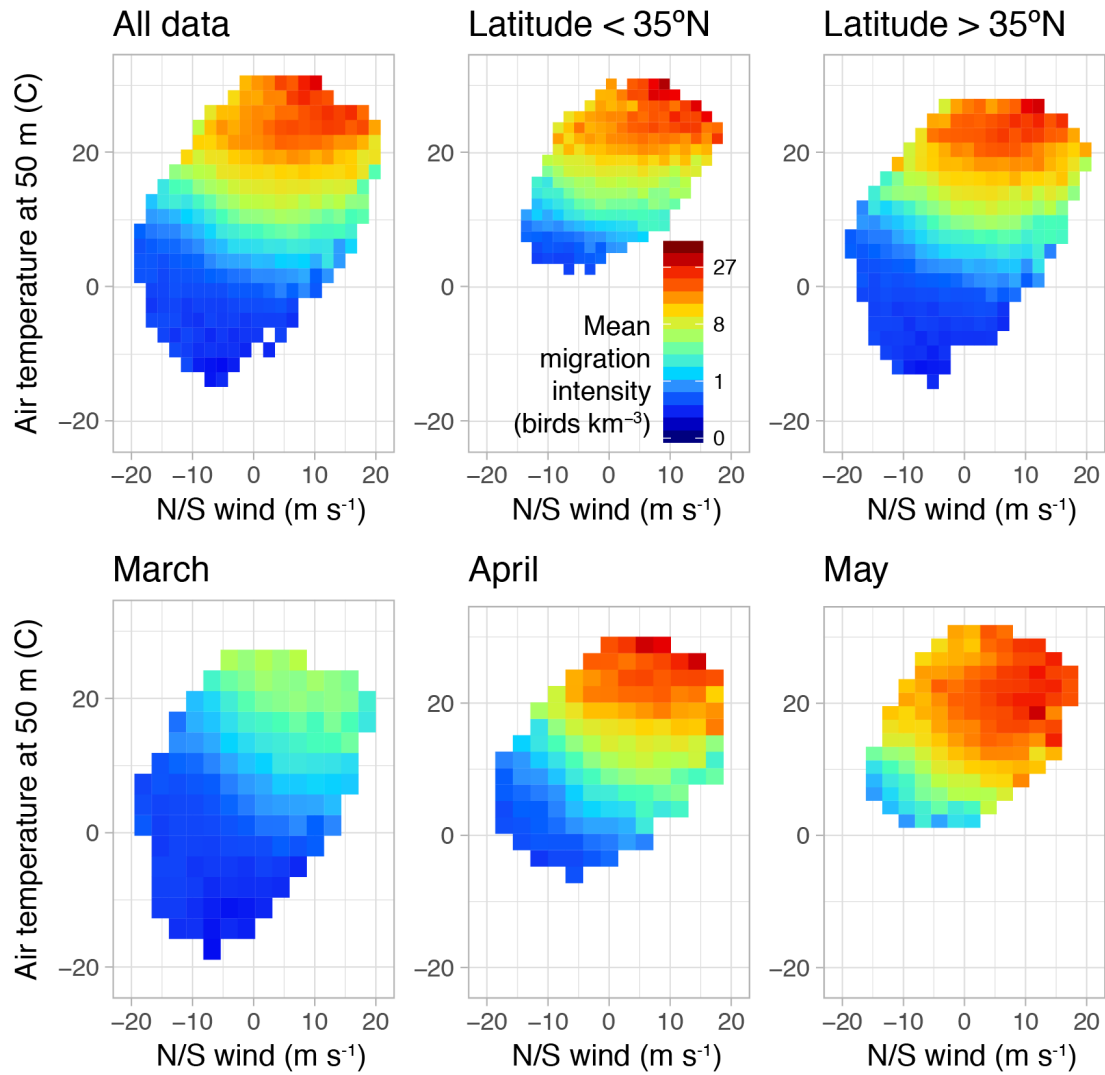 All data
Latitude < 35ºN
Latitude > 35ºN
Air temperature at 50 m (C)
20
0
−20
20
0
−20
20
0
−20
Mean
migration
intensity
(birds km⁻³)
27
8
1
0
−20 −10 0 10 20
−20 −10 0 10 20
−20 −10 0 10 20
N/S wind (m s⁻¹)
N/S wind (m s⁻¹)
N/S wind (m s⁻¹)
March
April
May
Air temperature at 50 m (C)
20
0
−20
20
0
−20
20
0
−20
−20 −10 0 10 20
−20 −10 0 10 20
−20 −10 0 10 20
N/S wind (m s⁻¹)
N/S wind (m s⁻¹)
N/S wind (m s⁻¹)